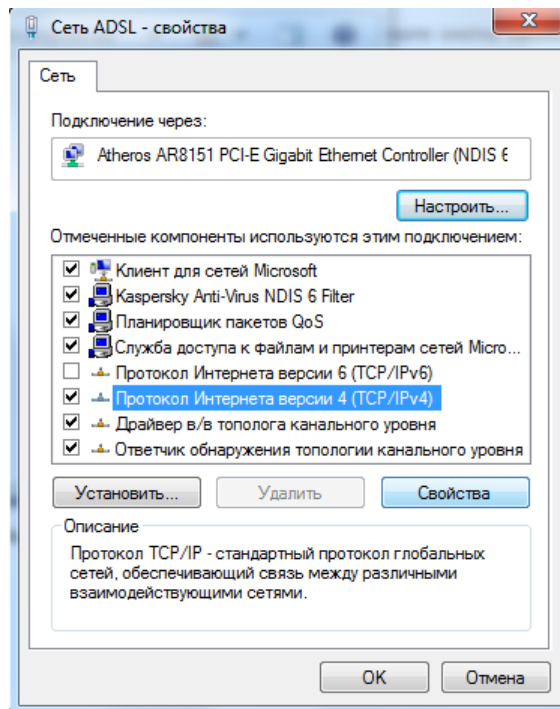 Сеть ADSL - свойства
Сеть
Подключение через:
Atheros AR8151 PCI-E Gigabit Ethernet Controller (NDIS 6
Настроить...
Отмеченные компоненты используются этим подключением:
Клиент для сетей Microsoft
Kaspersky Anti-Virus NDIS 6 Filter
Планировщик пакетов QoS
Служба доступа к файлам и принтерам сетей Micro...
Протокол Интернета версии 6 (TCP/IPv6)
Протокол Интернета версии 4 (TCP/IPv4)
Драйвер в/в тополога канального уровня
Ответчик обнаружения топологии канального уровня
Установить... Удалить Свойства
Описание
Протокол TCP/IP - стандартный протокол глобальных
сетей, обеспечивающий связь между различными
взаимодействующими сетями.
OK Отмена